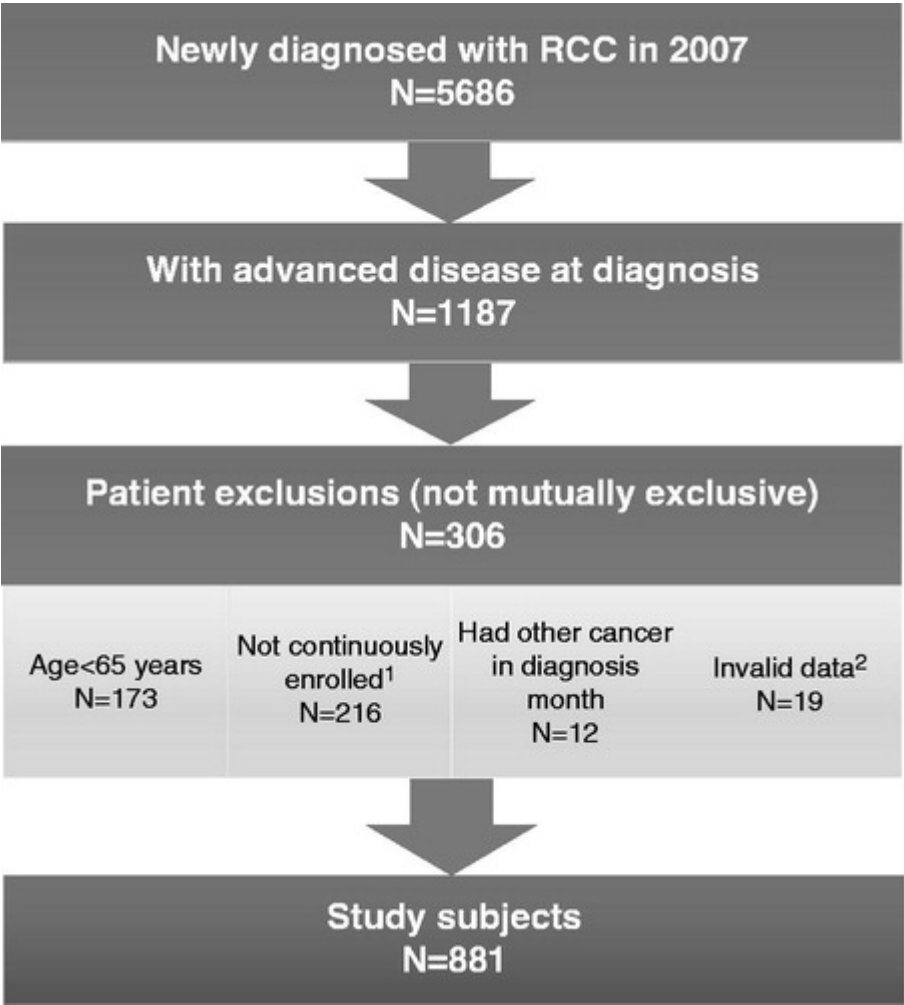 Newly diagnosed with RCC in 2007
N=5686
With advanced disease at diagnosis
N=1187
Patient exclusions (not mutually exclusive)
N=306
Age<65 years
N=173
Not continuously
enrolled¹
N=216
Had other cancer
in diagnosis
month
N=12
Invalid data²
N=19
Study subjects
N=881